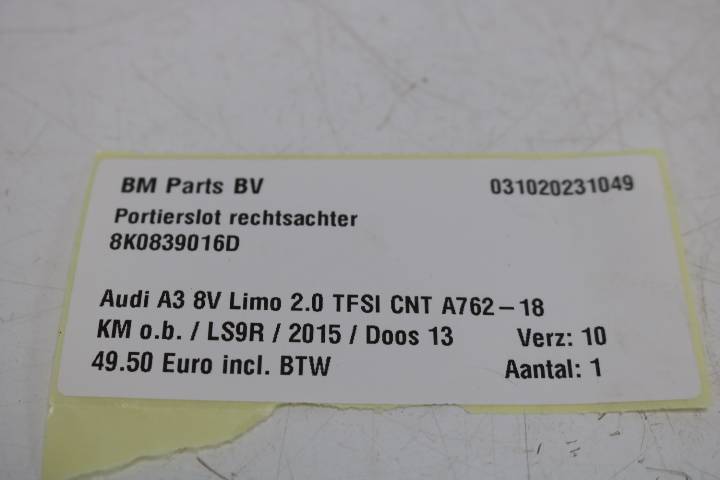 BM Parts BV 031020231049
Portierslot rechtsachter
8K0839016D
Audi A3 8V Limo 2.0 TFSI CNT A762-18
KM o.b. / LS9R / 2015 / Doos 13 Verz: 10
49.50 Euro incl. BTW Aantal: 1